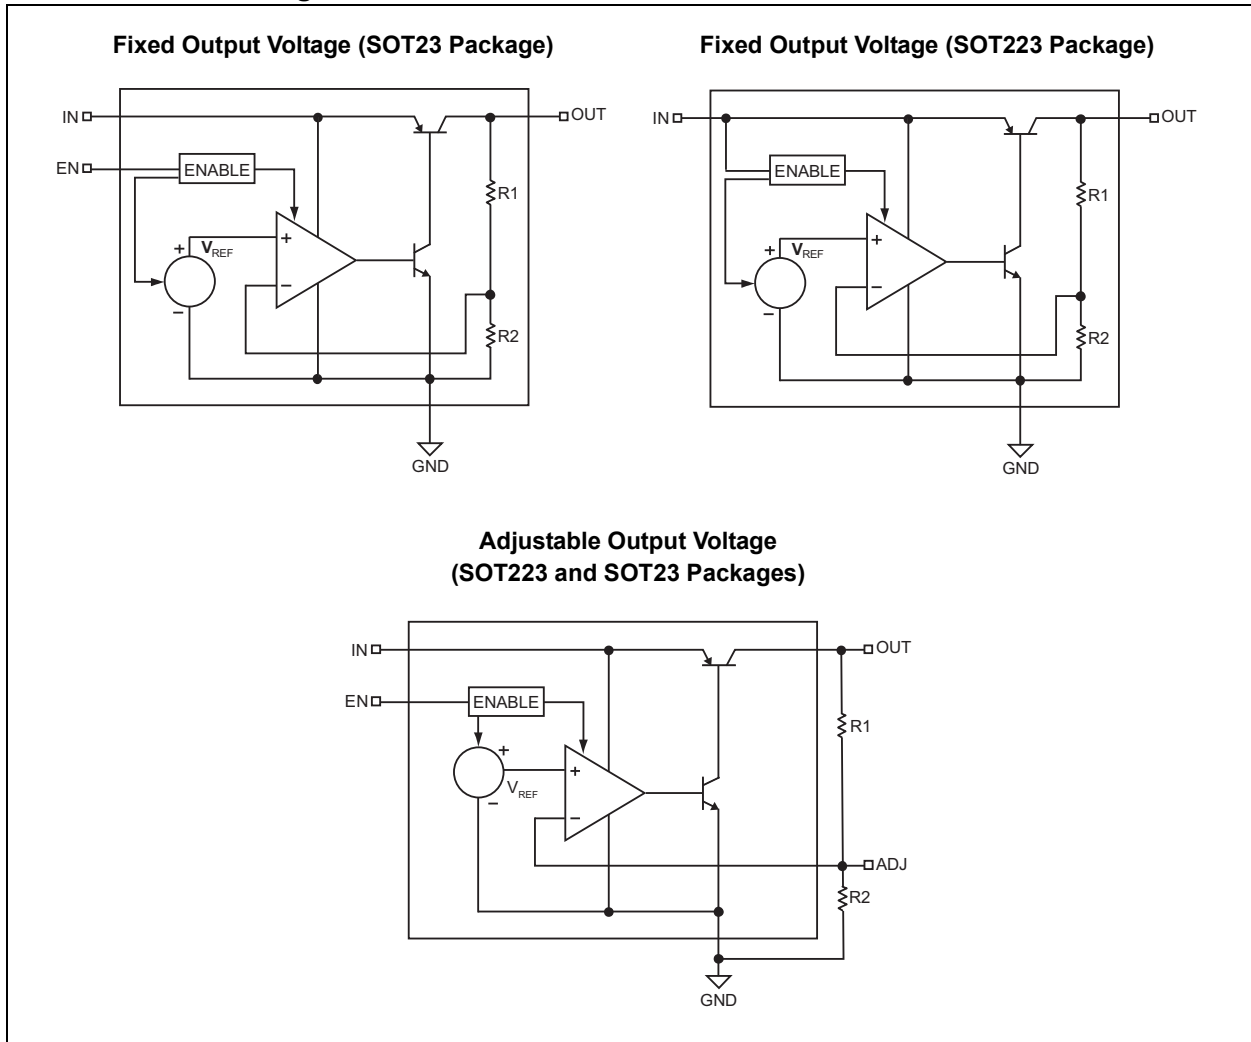 Fixed Output Voltage (SOT23 Package)
IN
OUT
EN
ENABLE
R1
+
+
VREF
−
−
R2
GND
Fixed Output Voltage (SOT223 Package)
IN
OUT
ENABLE
R1
+
+
VREF
−
−
R2
GND
Adjustable Output Voltage
(SOT223 and SOT23 Packages)
IN
OUT
EN
ENABLE
R1
+
+
VREF
−
−
ADJ
R2
GND